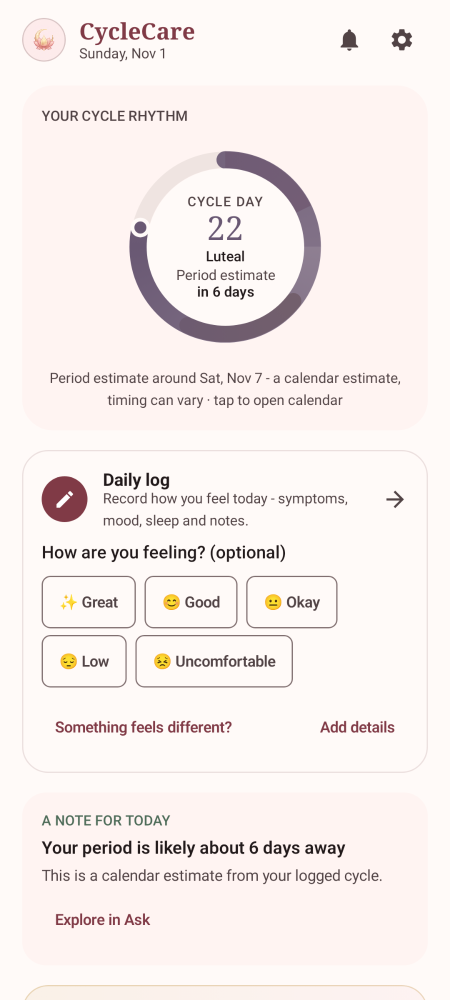 CycleCare
Sunday, Nov 1
YOUR CYCLE RHYTHM
CYCLE DAY
22
Luteal
Period estimate
in 6 days
Period estimate around Sat, Nov 7 - a calendar estimate,
timing can vary · tap to open calendar
Daily log
Record how you feel today - symptoms,
mood, sleep and notes.
How are you feeling? (optional)
✨ Great
😊 Good
😐 Okay
😔 Low
😣 Uncomfortable
Something feels different?
Add details
A NOTE FOR TODAY
Your period is likely about 6 days away
This is a calendar estimate from your logged cycle.
Explore in Ask